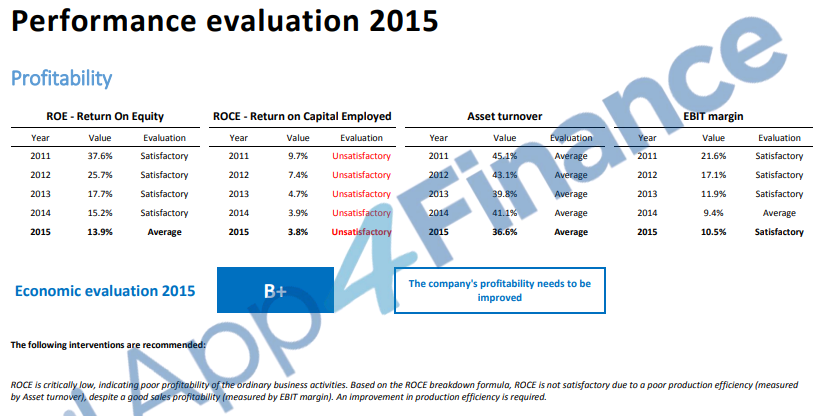 Performance evaluation 2015
Profitability
ROE - Return On Equity ROCE - Return on Capital Employed Asset turnover EBIT margin
Year Value Evaluation Year Value Evaluation Year Value Evaluation Year Value Evaluation
2011 37.6% Satisfactory 2011 9.7% Unsatisfactory 2011 45.1% Average 2011 21.6% Satisfactory
2012 25.7% Satisfactory 2012 7.4% Unsatisfactory 2012 43.1% Average 2012 17.1% Satisfactory
2013 17.7% Satisfactory 2013 4.7% Unsatisfactory 2013 39.8% Average 2013 11.9% Satisfactory
2014 15.2% Satisfactory 2014 3.9% Unsatisfactory 2014 41.1% Average 2014 9.4% Average
2015 13.9% Average 2015 3.8% Unsatisfactory 2015 36.6% Average 2015 10.5% Satisfactory
Economic evaluation 2015 B+ The company's profitability needs to be
improved
The following interventions are recommended:
ROCE is critically low, indicating poor profitability of the ordinary business activities. Based on the ROCE breakdown formula, ROCE is not satisfactory due to a poor production efficiency (measured
by Asset turnover), despite a good sales profitability (measured by EBIT margin). An improvement in production efficiency is required.
App4Finance